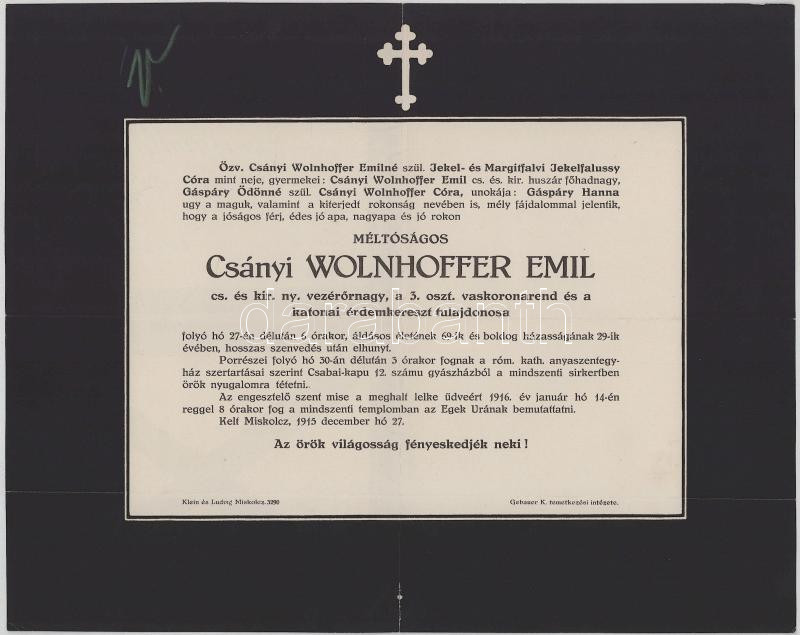 Özv. Csányi Wolnhoffer Emilné szül. Jekel- és Margitfalvi Jekelfalussy
Córa mint neje, gyermekei: Csányi Wolnhoffer Emil cs. és. kir. huszár főhadnagy,
Gáspáry Ödönné szül. Csányi Wolnhoffer Córa, unokája: Gáspáry Hanna
ugy a maguk, valamint a kiterjedt rokonság nevében is, mély fájdalommal jelentik,
hogy a jóságos férj, édes jó apa, nagyapa és jó rokon
MÉLTÓSÁGOS
Csányi WOLNHOFFER EMIL
cs. és kir. ny. vezérőrnagy, a 3. oszt. vaskoronarend és a
katonai érdemkereszt tulajdonosa
darabanth
folyó hó 27-én délután 6 órakor, áldásos életének 69-ik és boldog házasságának 29-ik
évében, hosszas szenvedés után elhunyt.
Porrészei folyó hó 30-án délután 3 órakor fognak a róm. kath. anyaszentegy-
ház szertartásai szerint Csabai-kapu 12. számu gyászházból a mindszenti sirkertben
örök nyugalomra tétetni.
Az engesztelő szent mise a meghalt lelke üdveért 1916. év január hó 14-én
reggel 8 órakor fog a mindszenti templomban az Egek Urának bemutattatni.
Kelt Miskolcz, 1915 december hó 27.
Az örök világosság fényeskedjék neki!
Klein és Ludvig Miskolcz. 3290
Gebauer K. temetkezési intézete.